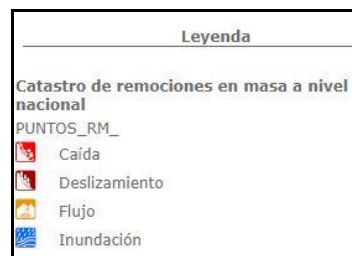 Leyenda
Catastro de remociones en masa a nivel
nacional
PUNTOS_RM_
Caída
Deslizamiento
Flujo
Inundación